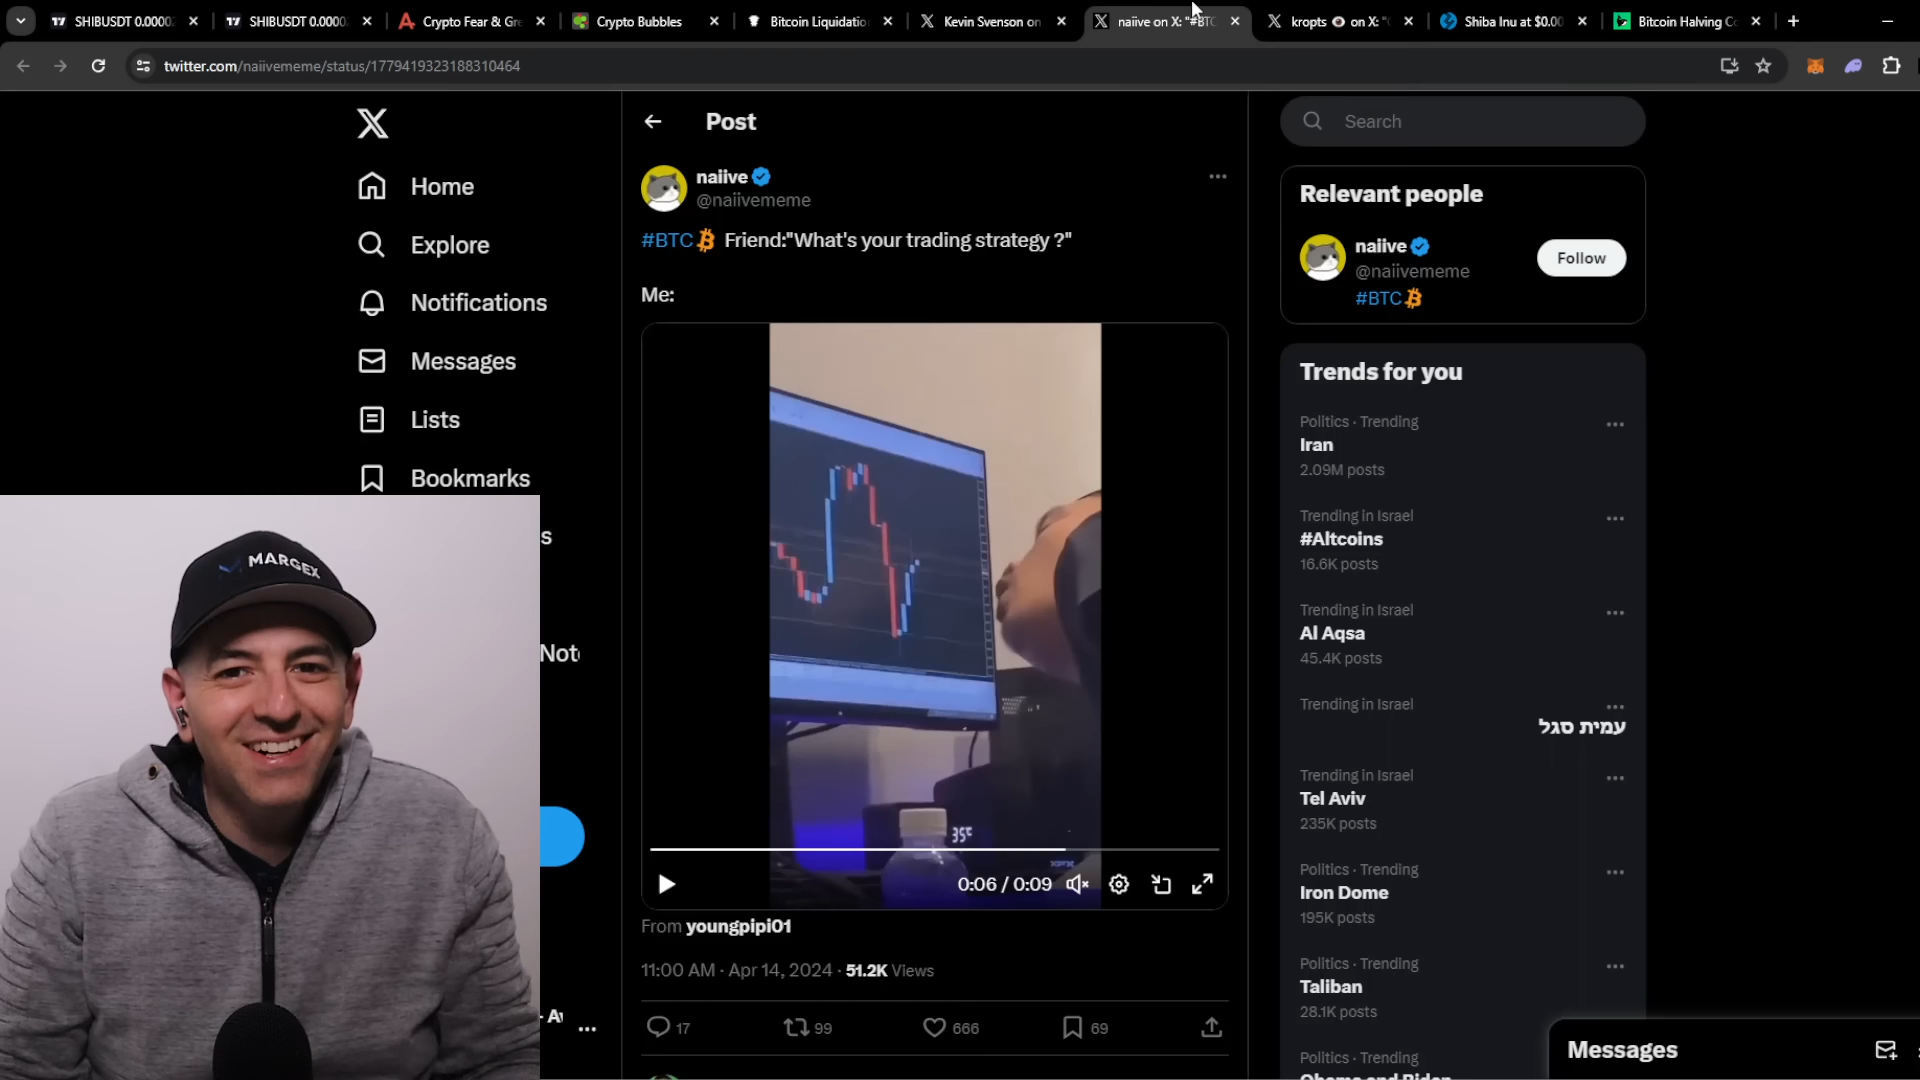 SHIBUSDT 0.0000
SHIBUSDT 0.0000
Crypto Fear & Gre
Crypto Bubbles
Bitcoin Liquidatio
Kevin Svenson on
naiive on X: "#BTC
kropts 👁 on X: "
Shiba Inu at $0.00
Bitcoin Halving Co
twitter.com/naiivememe/status/1779419323188310464
Home
Explore
Notifications
Messages
Lists
Bookmarks
Post
naiive
@naiivememe
#BTC Friend:"What's your trading strategy ?"
Me:
35°
0:06 / 0:09
From youngpipi01
11:00 AM · Apr 14, 2024 · 51.2K Views
17
99
666
69
MARGEX
Search
Relevant people
naiive
@naiivememe
Follow
#BTC
Trends for you
Politics · Trending
Iran
2.09M posts
Trending in Israel
#Altcoins
16.6K posts
Trending in Israel
Al Aqsa
45.4K posts
Trending in Israel
עמית סגל
Trending in Israel
Tel Aviv
235K posts
Politics · Trending
Iron Dome
195K posts
Politics · Trending
Taliban
28.1K posts
Politics · Trending
Obama and Biden
Messages